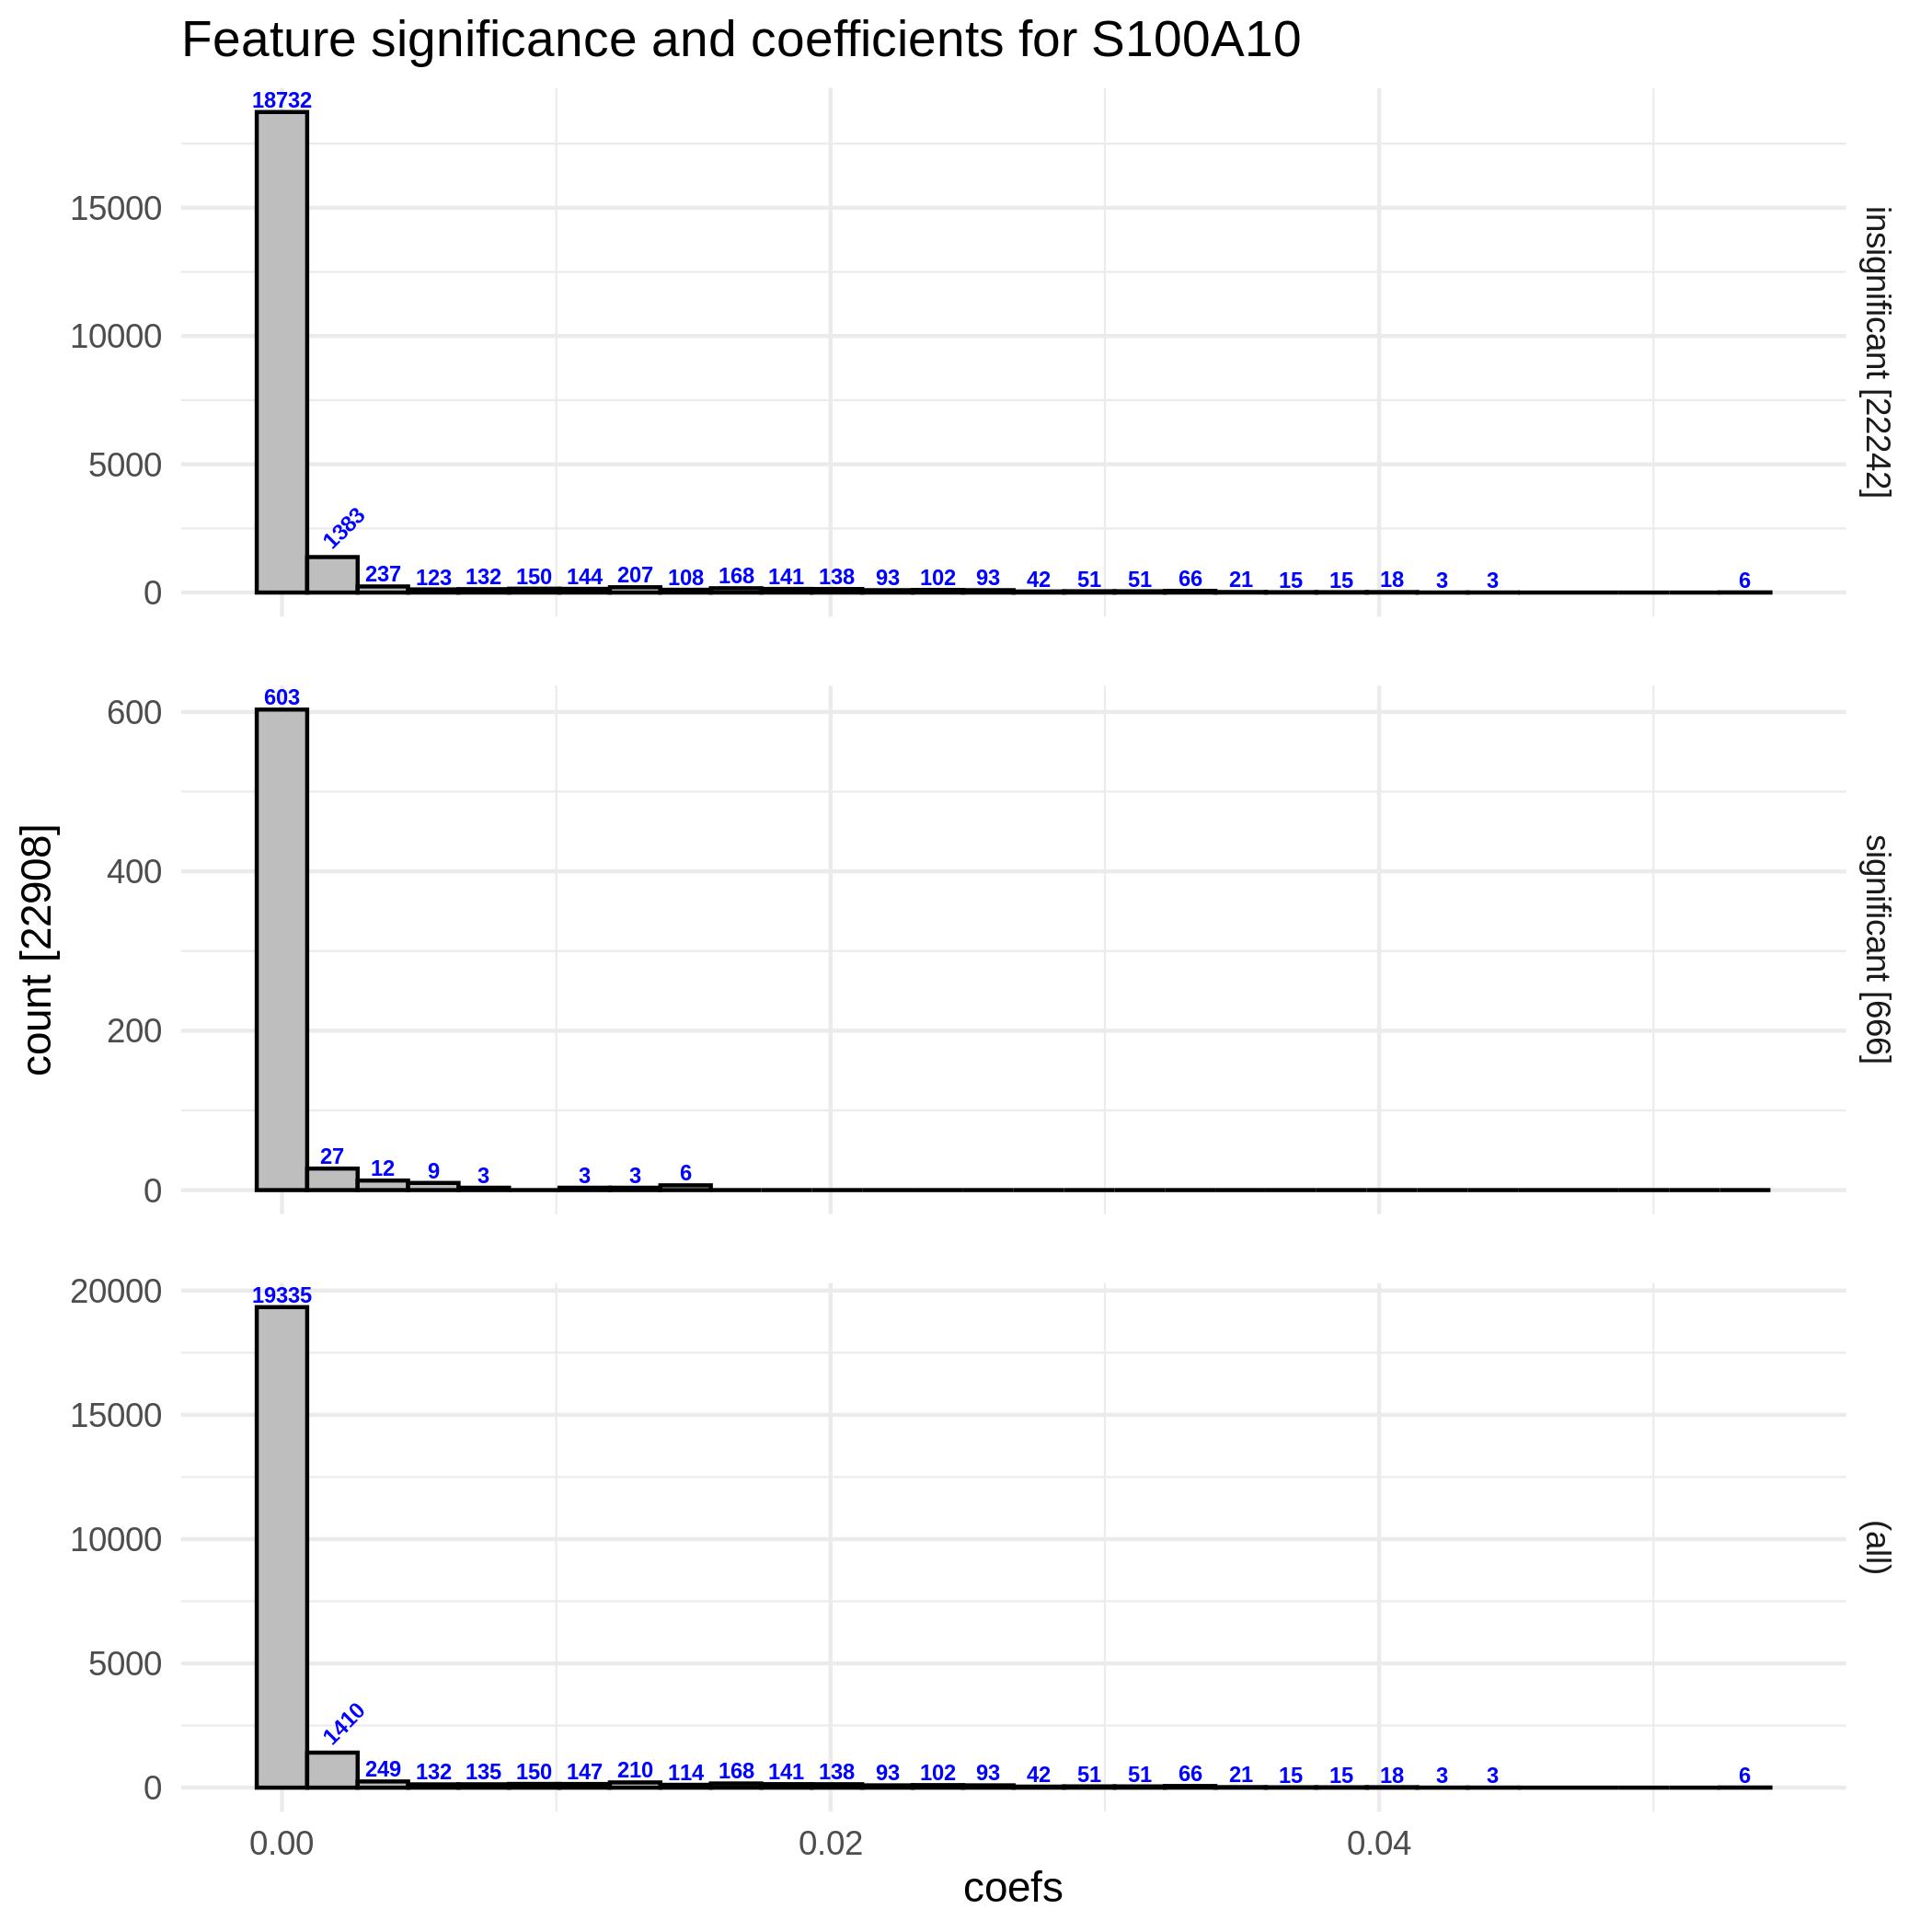 Feature significance and coefficients for S100A10
18732
15000
10000
5000
0
1383
237 123 132 150 144 207 108 168 141 138 93 102 93 42 51 51 66 21 15 15 18 3 3 6
insignificant [22242]
603
600
400
200
0
27 12 9 3 3 3 6
significant [666]
count [22908]
19335
20000
15000
10000
5000
0
1410
249 132 135 150 147 210 114 168 141 138 93 102 93 42 51 51 66 21 15 15 18 3 3 6
(all)
0.00 0.02 0.04
coefs